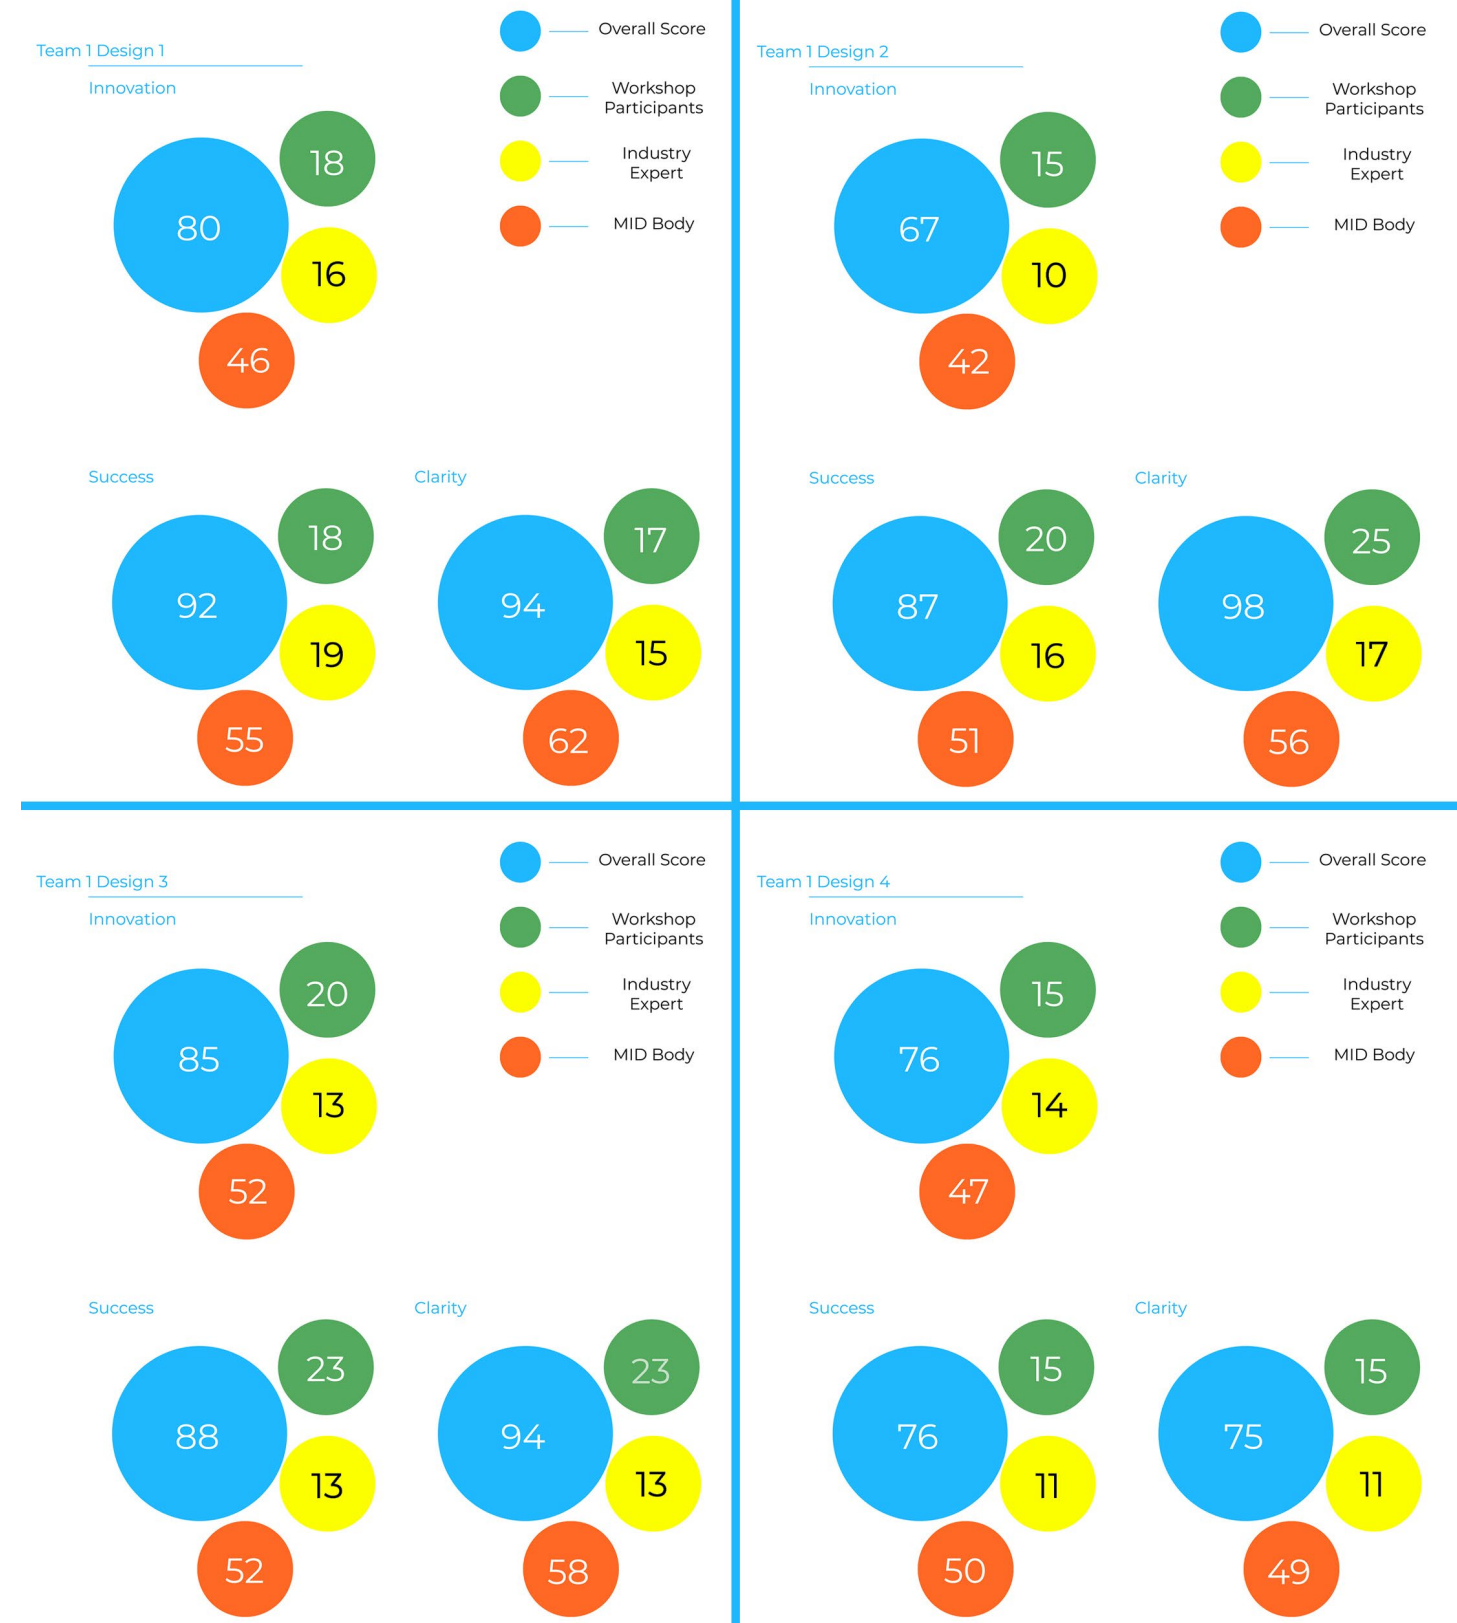 Team 1 Design 1
Innovation
80
18
16
46
Overall Score
Workshop
Participants
Industry
Expert
MID Body
Success
92
18
19
55
Clarity
94
17
15
62
Team 1 Design 2
Innovation
67
15
10
42
Overall Score
Workshop
Participants
Industry
Expert
MID Body
Success
87
20
16
51
Clarity
98
25
17
56
Team 1 Design 3
Innovation
85
20
13
52
Overall Score
Workshop
Participants
Industry
Expert
MID Body
Success
88
23
13
52
Clarity
94
23
13
58
Team 1 Design 4
Innovation
76
15
14
47
Overall Score
Workshop
Participants
Industry
Expert
MID Body
Success
76
15
11
50
Clarity
75
15
11
49